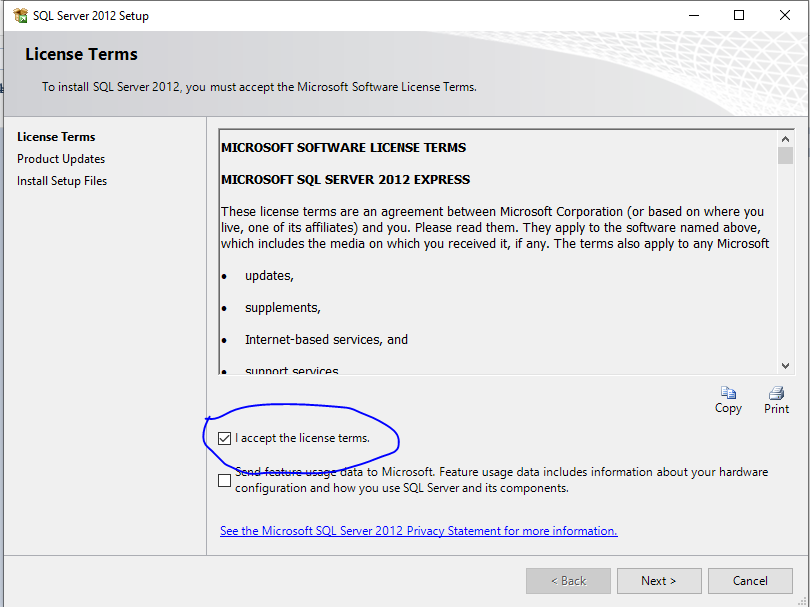 SQL Server 2012 Setup
License Terms
To install SQL Server 2012, you must accept the Microsoft Software License Terms.
License Terms
Product Updates
Install Setup Files
MICROSOFT SOFTWARE LICENSE TERMS
MICROSOFT SQL SERVER 2012 EXPRESS
These license terms are an agreement between Microsoft Corporation (or based on where you
live, one of its affiliates) and you. Please read them. They apply to the software named above,
which includes the media on which you received it, if any. The terms also apply to any Microsoft
• updates,
• supplements,
• Internet-based services, and
• support services
Copy
Print
I accept the license terms.
Send feature usage data to Microsoft. Feature usage data includes information about your hardware
configuration and how you use SQL Server and its components.
See the Microsoft SQL Server 2012 Privacy Statement for more information.
< Back
Next >
Cancel